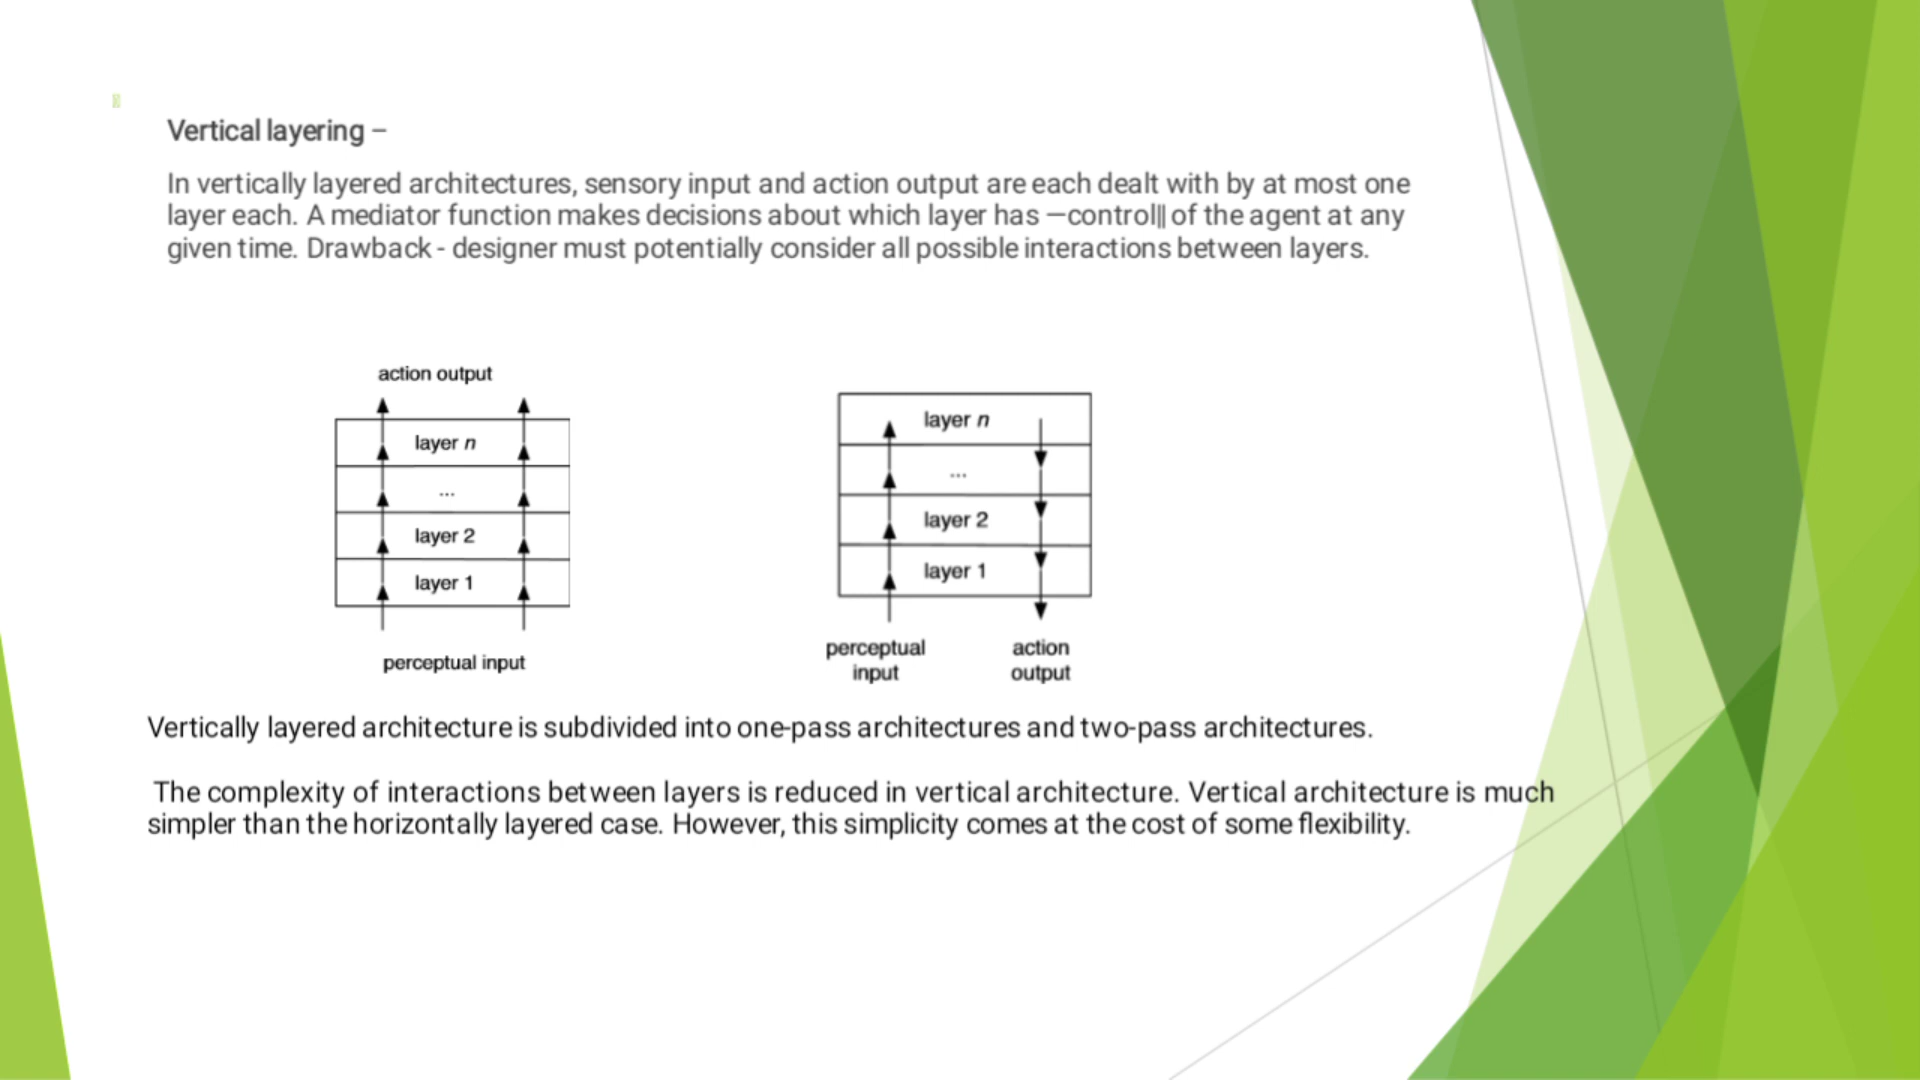 Vertical layering –
In vertically layered architectures, sensory input and action output are each dealt with by at most one
layer each. A mediator function makes decisions about which layer has ―control‖ of the agent at any
given time. Drawback - designer must potentially consider all possible interactions between layers.
action output
layer n
...
layer 2
layer 1
perceptual input
layer n
...
layer 2
layer 1
perceptual
input
action
output
Vertically layered architecture is subdivided into one-pass architectures and two-pass architectures.
The complexity of interactions between layers is reduced in vertical architecture. Vertical architecture is much
simpler than the horizontally layered case. However, this simplicity comes at the cost of some flexibility.